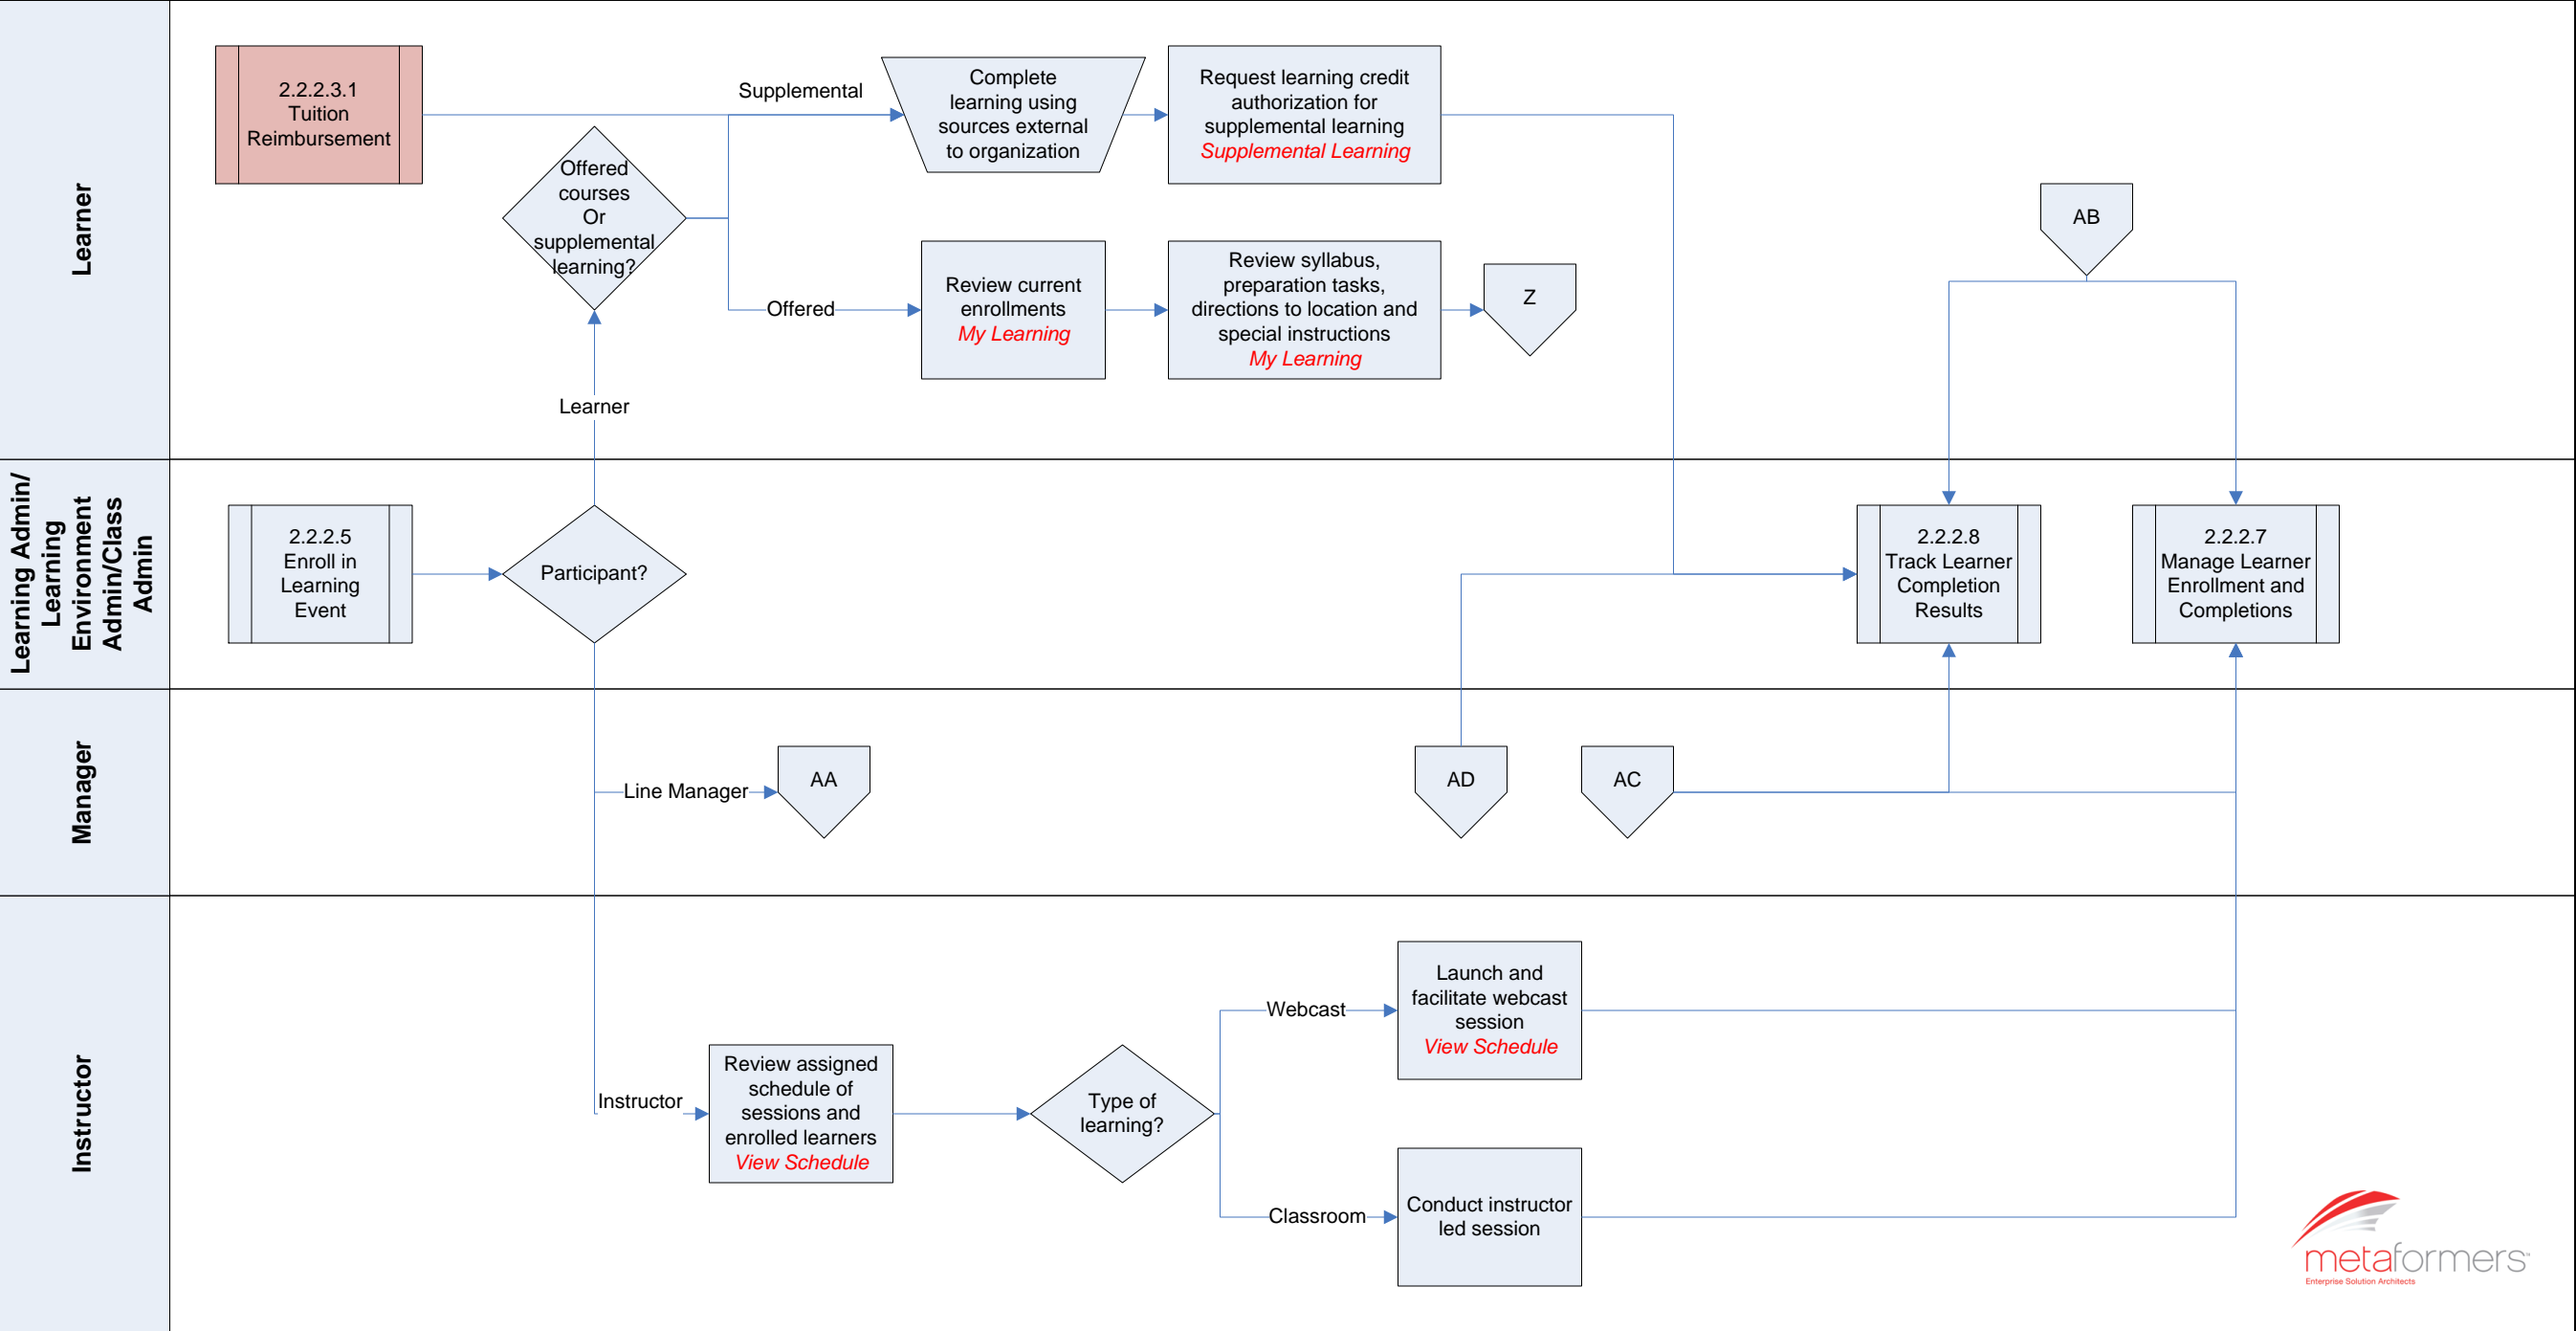 Learner
2.2.2.3.1
Tuition
Reimbursement
Supplemental
Complete
learning using
sources external
to organization
Request learning credit
authorization for
supplemental learning
Supplemental Learning
Offered
courses
Or
supplemental
learning?
Offered
Review current
enrollments
My Learning
Review syllabus,
preparation tasks,
directions to location and
special instructions
My Learning
Z
AB
Learner
Learning Admin/
Learning
Environment
Admin/Class
Admin
2.2.2.5
Enroll in
Learning
Event
Participant?
2.2.2.8
Track Learner
Completion
Results
2.2.2.7
Manage Learner
Enrollment and
Completions
Manager
Line Manager
AA
AD
AC
Instructor
Instructor
Review assigned
schedule of
sessions and
enrolled learners
View Schedule
Type of
learning?
Webcast
Launch and
facilitate webcast
session
View Schedule
Classroom
Conduct instructor
led session
metaformers
Enterprise Solution Architects